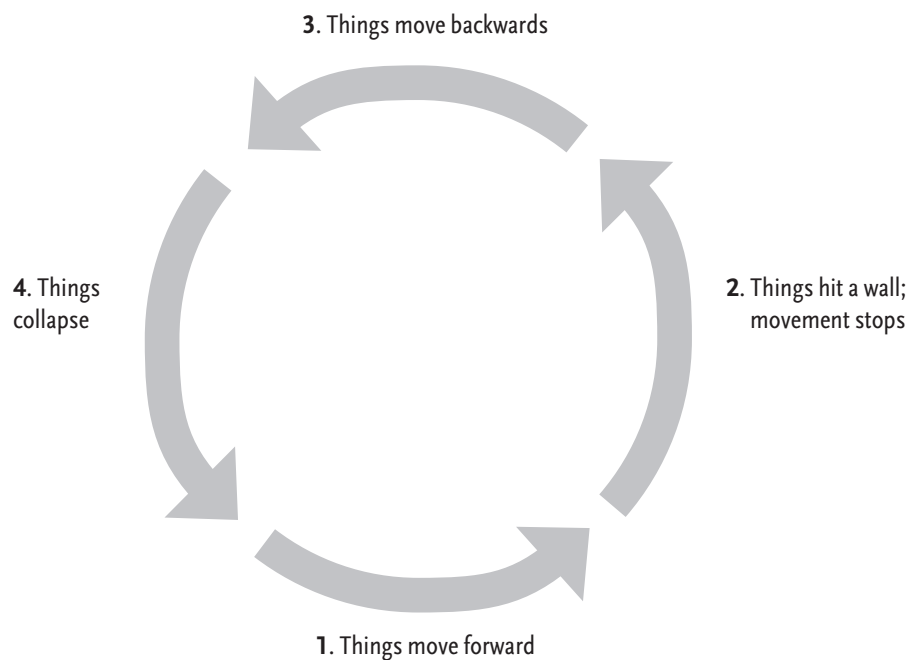 3. Things move backwards
4. Things
collapse
2. Things hit a wall;
movement stops
1. Things move forward